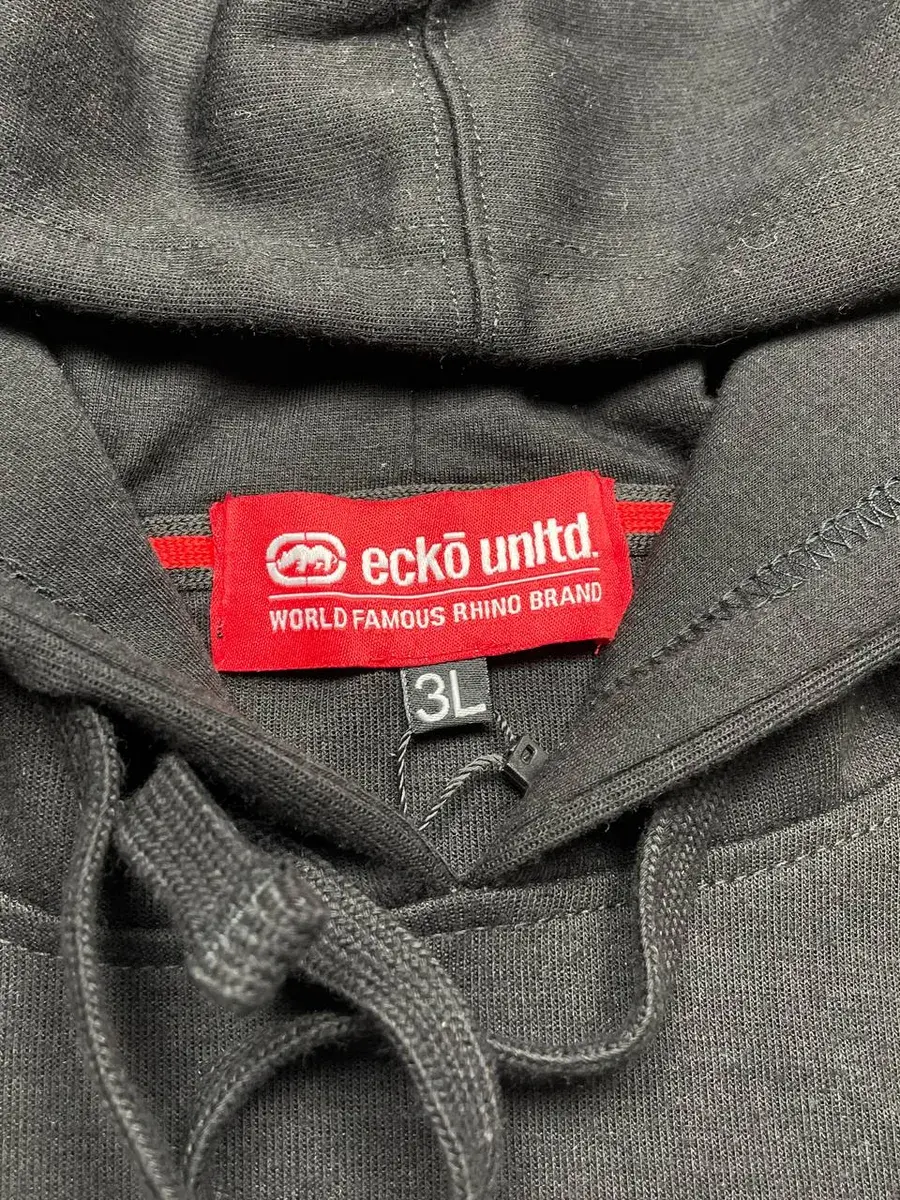 eckō unltd.
WORLD FAMOUS RHINO BRAND
3L